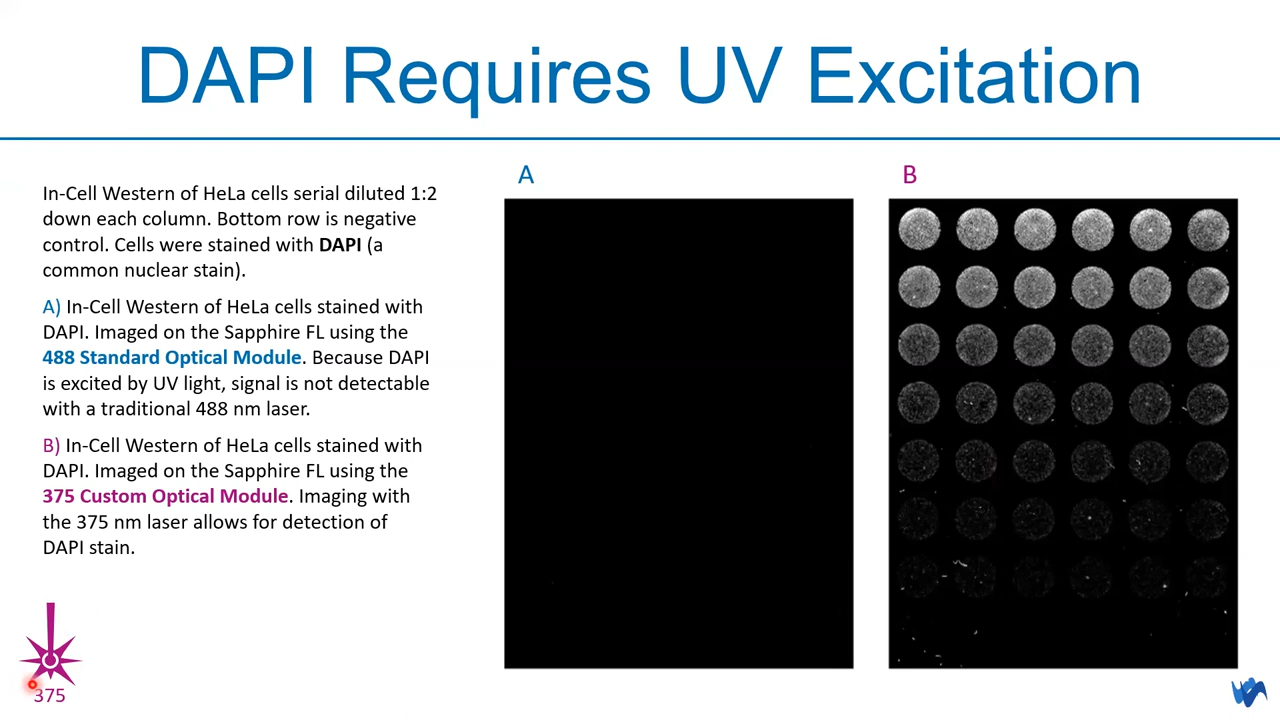 DAPI Requires UV Excitation
In-Cell Western of HeLa cells serial diluted 1:2
down each column. Bottom row is negative
control. Cells were stained with DAPI (a
common nuclear stain).
A) In-Cell Western of HeLa cells stained with
DAPI. Imaged on the Sapphire FL using the
488 Standard Optical Module. Because DAPI
is excited by UV light, signal is not detectable
with a traditional 488 nm laser.
B) In-Cell Western of HeLa cells stained with
DAPI. Imaged on the Sapphire FL using the
375 Custom Optical Module. Imaging with
the 375 nm laser allows for detection of
DAPI stain.
375
A
B